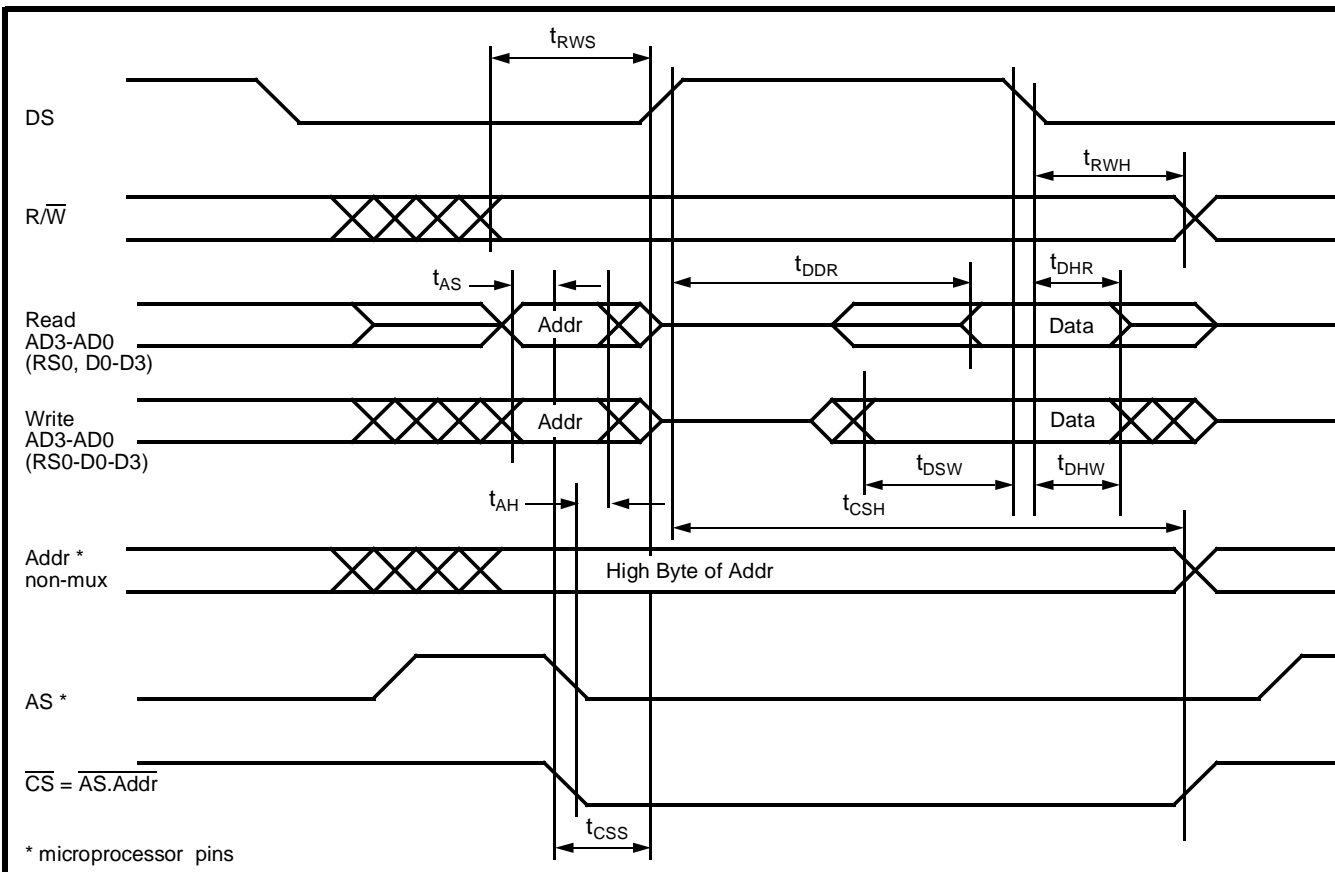 tRWS
DS
tRWH
R/W
tAS
tDDR
tDHR
Read
AD3-AD0
(RS0, D0-D3)
Addr
Data
Write
AD3-AD0
(RS0-D0-D3)
Addr
Data
tDSW
tDHW
tAH
tCSH
Addr *
non-mux
High Byte of Addr
AS *
CS = AS.Addr
tCSS
* microprocessor pins